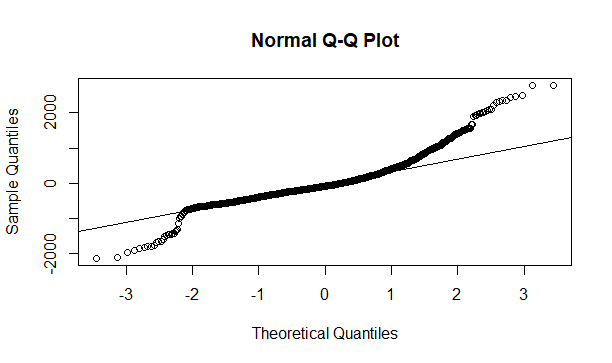 Normal Q-Q Plot
Sample Quantiles
2000
0
-2000
-3 -2 -1 0 1 2 3
Theoretical Quantiles